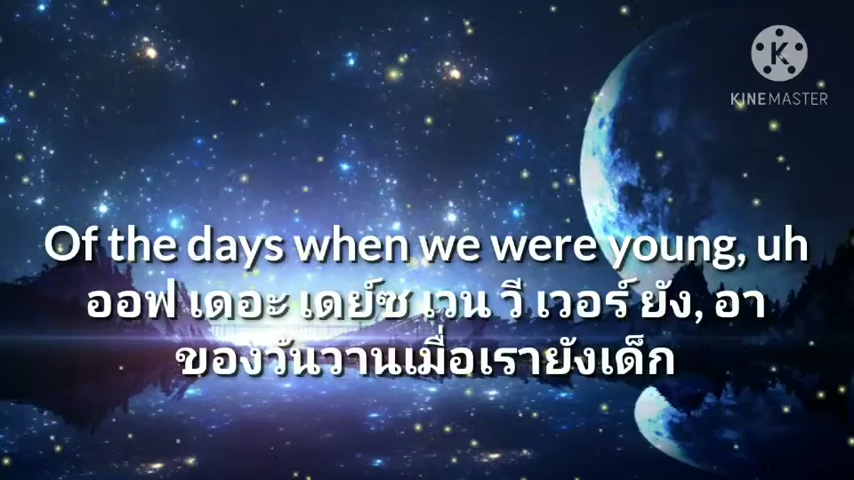 KINEMASTER
Of the days when we were young, uh
ออฟ เดอะ เดย์ซ เวน วี เวอร์ ยัง, อา
ของวันวานเมื่อเรายังเด็ก